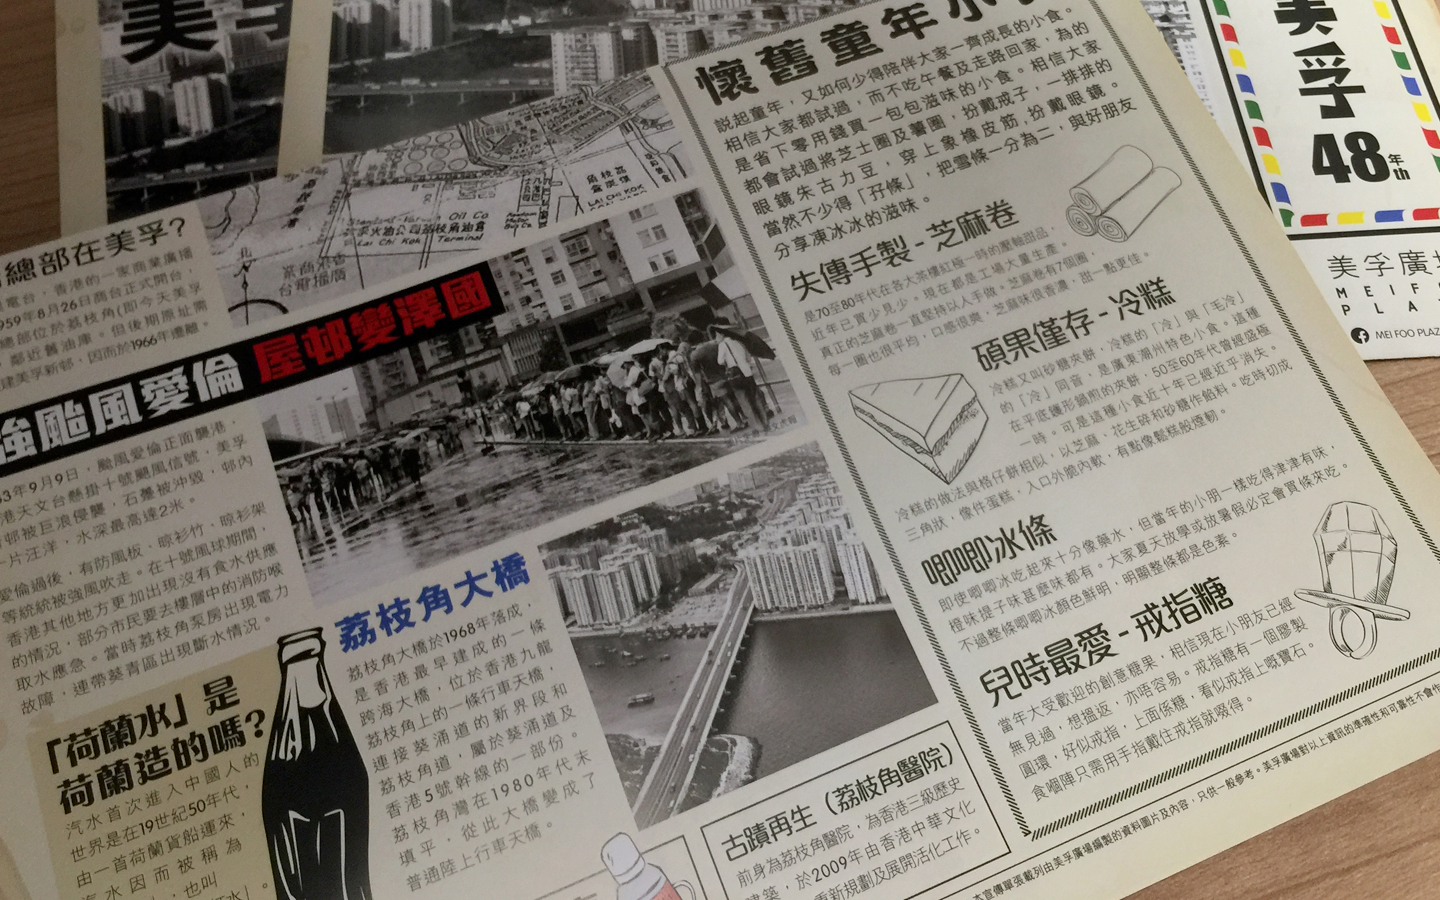 美孚
總部在美孚?
電台,香港的一家商業廣播
1959年8月26日商台正式開台,
總部位於荔枝角(即今天美孚
鄰近舊油庫。但後期原址需
建美孚新邨,因而於1966年遷離。
Standard-Vacuum Oil Co
Lai Chi Kok Terminal
LAI CHI KOK
強颱風愛倫 屋邨變澤國
83年9月9日,颱風愛倫正面襲港,
港天文台懸掛十號颶風信號,美孚
邨被巨浪侵襲,石壆被沖毀,邨內
一片汪洋,水深最高達2米。
愛倫過後,有防風板、晾衫竹、晾衫架
等統統被強風吹走。在十號風球期間,
香港其他地方更加出現沒有食水供應
的情況,部分市民要去樓層中的消防喉
取水應急。當時荔枝角泵房出現電力
故障,連帶葵青區出現斷水情況。
「荷蘭水」是
荷蘭造的嗎?
汽水首次進入中國人的
世界是在19世紀50年代,
由一首荷蘭貨船運來,
汽水因而被稱為
,也叫
荔枝角大橋
荔枝角大橋於1968年落成,
是香港最早建成的一條
跨海大橋,位於香港九龍
荔枝角上的一條行車天橋,
連接葵涌道的新界段和
荔枝角道,屬於葵涌道及
香港5號幹線的一部份。
荔枝角灣在1980年代末
填平,從此大橋變成了
普通陸上行車天橋。
古蹟再生(荔枝角醫院)
前身為荔枝角醫院,為香港三級歷史
建築,於2009年由香港中華文化
重新規劃及展開活化工作。
懷舊童年小
説起童年,又如何少得陪伴大家一齊成長的小食。
相信大家都試過,而不吃午餐及走路回家,為的
是省下零用錢買一包包滋味的小食。相信大家
都會試過將芝士圈及薯圈,扮戴戒子,一排排的
眼鏡朱古力豆,穿上象橡皮筋,扮戴眼鏡。
當然不少得「孖條」,把雪條一分為二,與好朋友
分享凍冰冰的滋味。
失傳手製 - 芝麻卷
是70至80年代在各大茶樓紅極一時的壓軸甜品,
近年已買少見少。現在都是工場大量生產。
真正的芝麻卷一直堅持以人手做。芝麻卷有7個圈,
每一圈也很平均,口感很爽,芝麻味很香濃,甜一點更佳。
碩果僅存 - 冷糕
冷糕又叫砂糖夾餅,冷糕的「冷」與「毛冷」
的「冷」同音,是廣東潮州特色小食。這種
在平底鑊形鍋煎的夾餅,50至60年代曾經盛極
一時。可是這種小食近十年已經近乎消失。
冷糕的做法與格仔餅相似,以芝麻、花生碎和砂糖作餡料。吃時切成
三角狀,像件蛋糕,入口外脆內軟,有點像鬆糕般煙韌。
唧唧冰條
即使唧唧冰吃起來十分像藥水,但當年的小朋一樣吃得津津有味,
橙味提子味甚麼味都有。大家夏天放學或放暑假必定會買條來吃。
不過整條唧唧冰顏色鮮明,明顯整條都是色素。
兒時最愛 - 戒指糖
當年大受歡迎的創意糖果,相信現在小朋友已經
無見過,想搵返,亦唔容易。戒指糖有一個膠製
圓環,好似戒指,上面係糖,看似戒指上嘅寶石。
食嗰陣只需用手指戴住戒指就啜得。
本宣傳單張載列由美孚廣場編製的資料圖片及內容,只供一般參考。美孚廣場對以上資訊的準確性和可靠性不會作
美孚
48年th
美孚廣場
MEIF
PLA
MEI FOO PLAZ